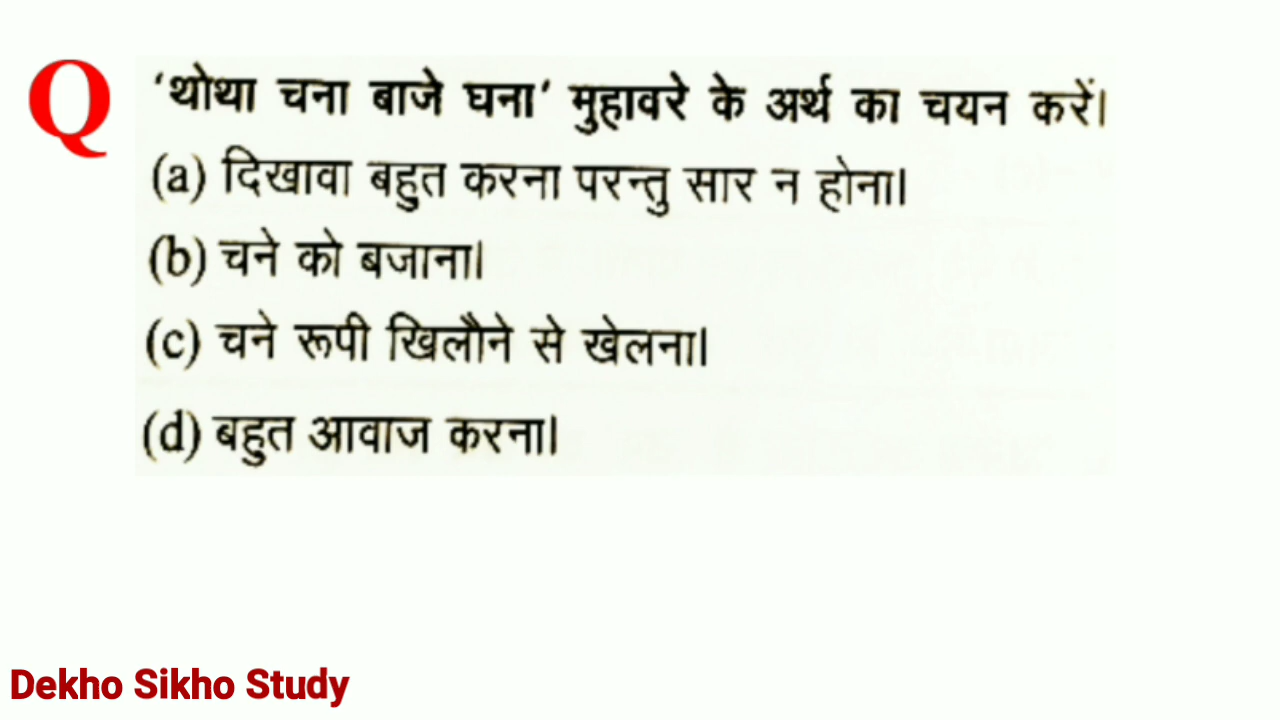 Q ‘थोथा चना बाजे घना’ मुहावरे के अर्थ का चयन करें।
(a) दिखावा बहुत करना परन्तु सार न होना।
(b) चने को बजाना।
(c) चने रूपी खिलौने से खेलना।
(d) बहुत आवाज करना।
Dekho Sikho Study